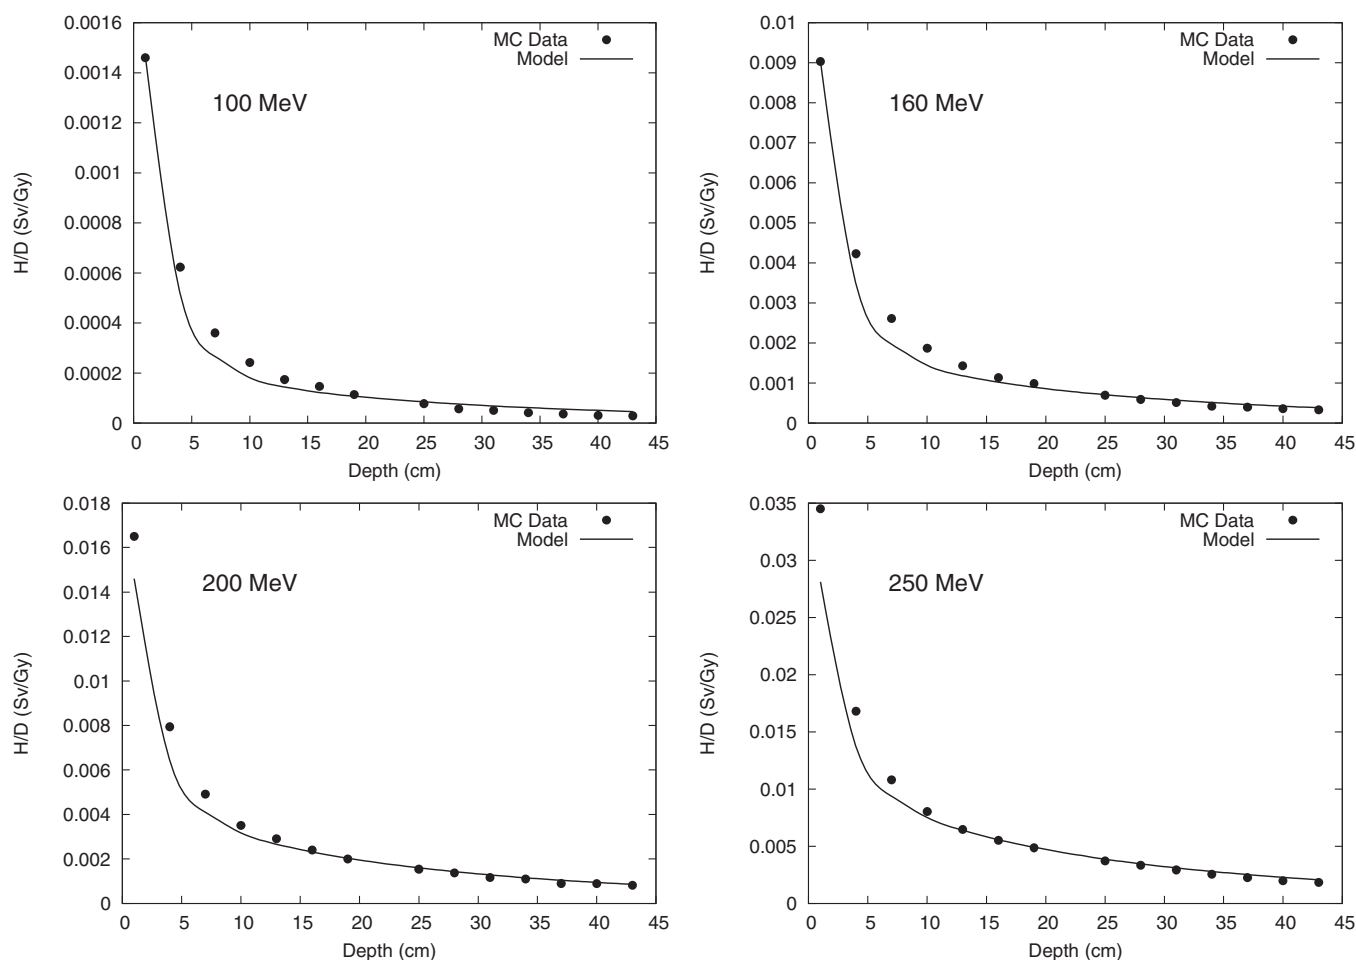 0.0016
0.0014
0.0012
0.001
0.0008
0.0006
0.0004
0.0002
0
H/D (Sv/Gy)
MC Data
Model
100 MeV
0 5 10 15 20 25 30 35 40 45
Depth (cm)
0.01
0.009
0.008
0.007
0.006
0.005
0.004
0.003
0.002
0.001
0
H/D (Sv/Gy)
MC Data
Model
160 MeV
0 5 10 15 20 25 30 35 40 45
Depth (cm)
0.018
0.016
0.014
0.012
0.01
0.008
0.006
0.004
0.002
0
H/D (Sv/Gy)
MC Data
Model
200 MeV
0 5 10 15 20 25 30 35 40 45
Depth (cm)
0.035
0.03
0.025
0.02
0.015
0.01
0.005
0
H/D (Sv/Gy)
MC Data
Model
250 MeV
0 5 10 15 20 25 30 35 40 45
Depth (cm)